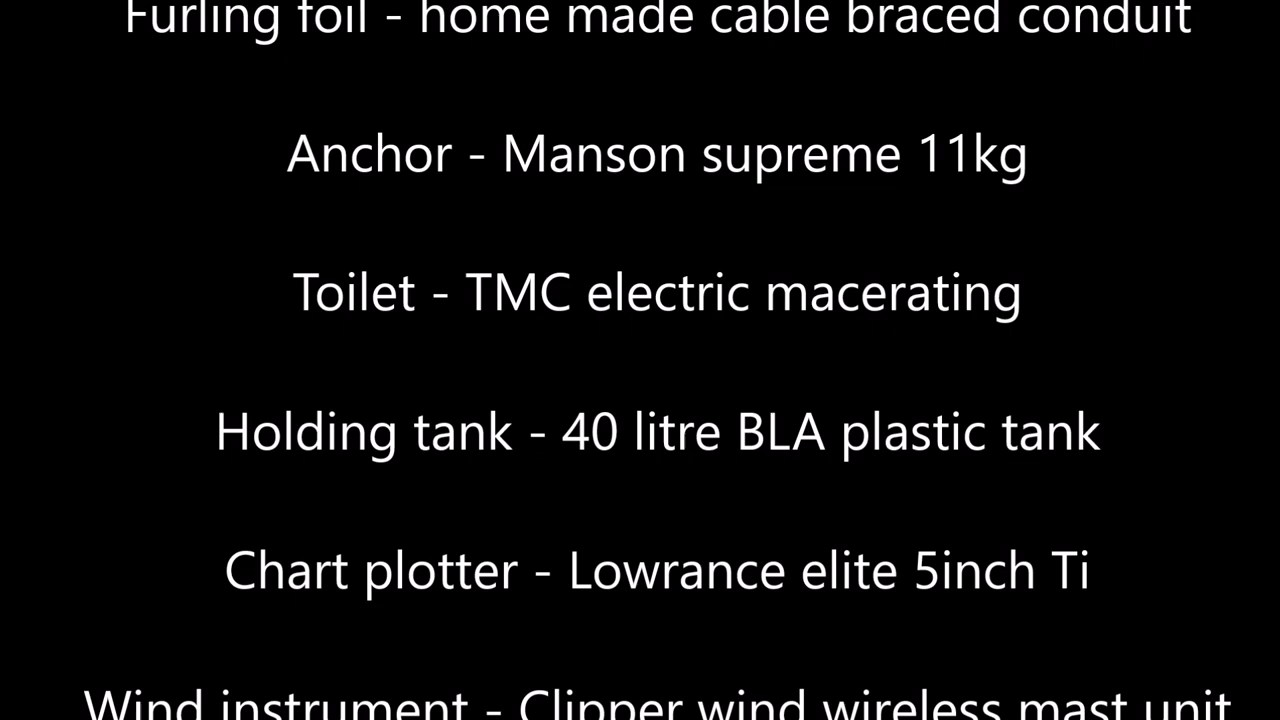 Furling foil - home made cable braced conduit
Anchor - Manson supreme 11kg
Toilet - TMC electric macerating
Holding tank - 40 litre BLA plastic tank
Chart plotter - Lowrance elite 5inch Ti
Wind instrument - Clipper wind wireless mast unit